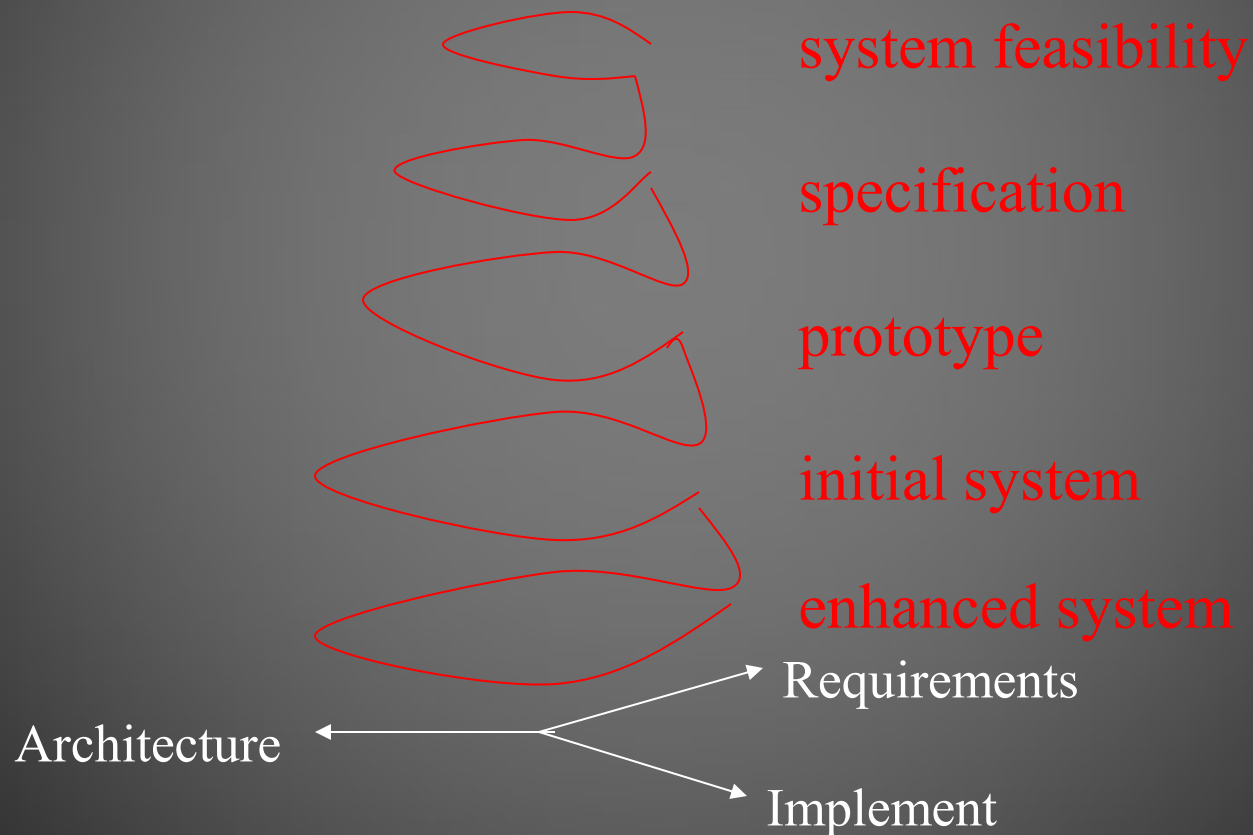 system feasibility
specification
prototype
initial system
enhanced system
Requirements
Architecture
Implement